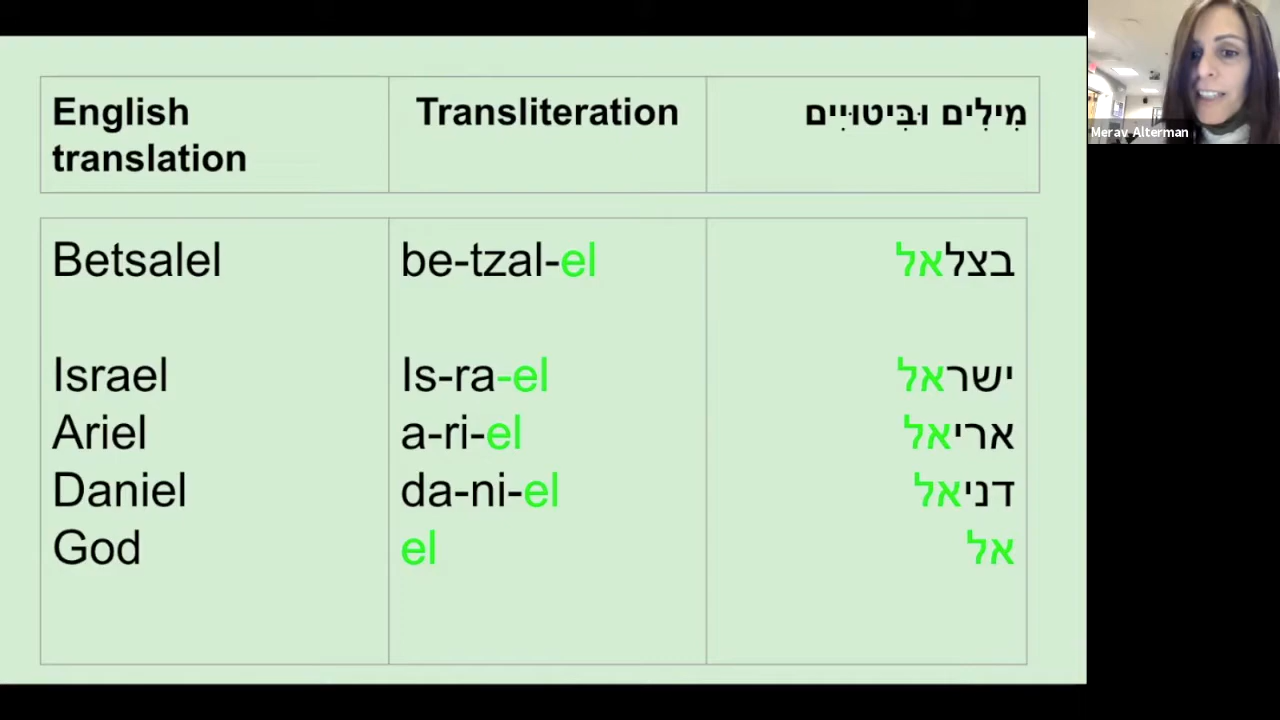 English translation
Transliteration
מִילִים וּבִּיטוּיִים
Betsalel
be-tzal-el
בצלאל
Israel
Is-ra-el
ישראל
Ariel
a-ri-el
אריאל
Daniel
da-ni-el
דניאל
God
el
אל
Merav Alterman